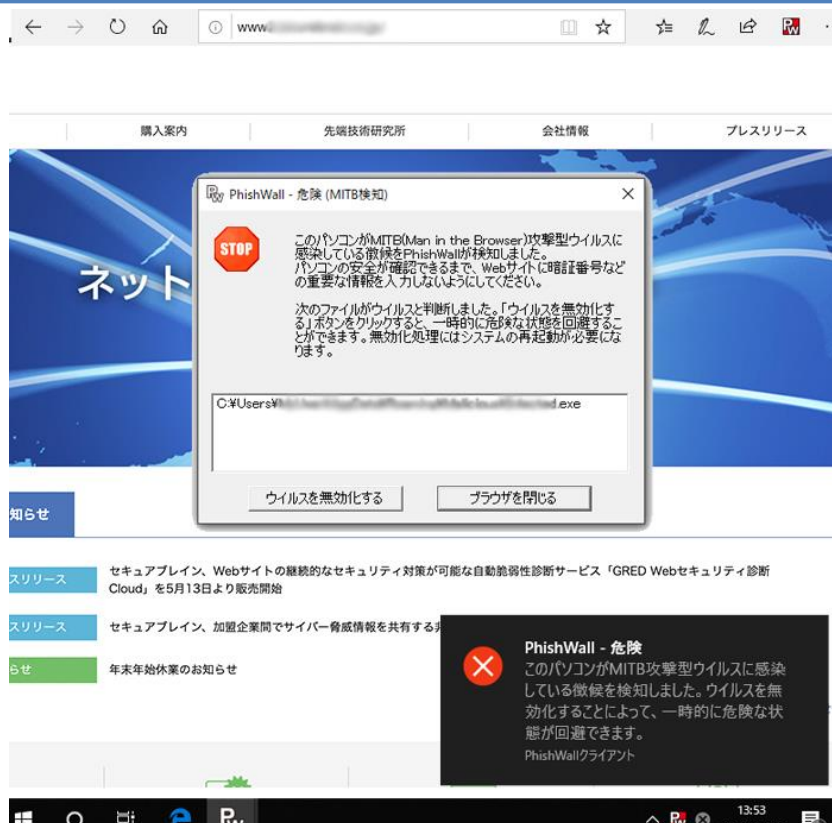 www
購入案内
先端技術研究所
会社情報
プレスリリース
ネット
PhishWall - 危険 (MITB検知)
STOP
このパソコンがMITB(Man in the Browser)攻撃型ウイルスに
感染している徴候をPhishWallが検知しました。
パソコンの安全が確認できるまで、Webサイトに暗証番号など
の重要な情報を入力しないようにしてください。
次のファイルがウイルスと判断しました。「ウイルスを無効化す
る」ボタンをクリックすると、一時的に危険な状態を回避するこ
とができます。無効化処理にはシステムの再起動が必要にな
ります。
C:¥Users¥
.exe
ウイルスを無効化する
ブラウザを閉じる
知らせ
スリリース
セキュアブレイン、Webサイトの継続的なセキュリティ対策が可能な自動脆弱性診断サービス「GRED Webセキュリティ診断
Cloud」を5月13日より販売開始
スリリース
セキュアブレイン、加盟企業間でサイバー脅威情報を共有する
らせ
年末年始休業のお知らせ
PhishWall - 危険
このパソコンがMITB攻撃型ウイルスに感染
している徴候を検知しました。ウイルスを無
効化することによって、一時的に危険な状
態が回避できます。
PhishWallクライアント
13:53